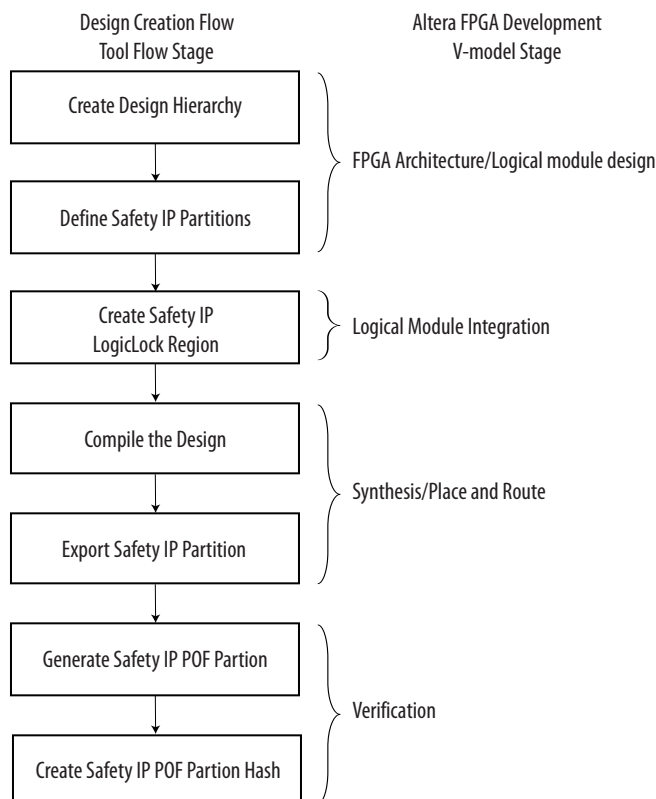 Design Creation Flow
Tool Flow Stage
Altera FPGA Development
V-model Stage
Create Design Hierarchy
Define Safety IP Partitions
FPGA Architecture/Logical module design
Create Safety IP
LogicLock Region
Logical Module Integration
Compile the Design
Export Safety IP Partition
Synthesis/Place and Route
Generate Safety IP POF Partion
Create Safety IP POF Partion Hash
Verification